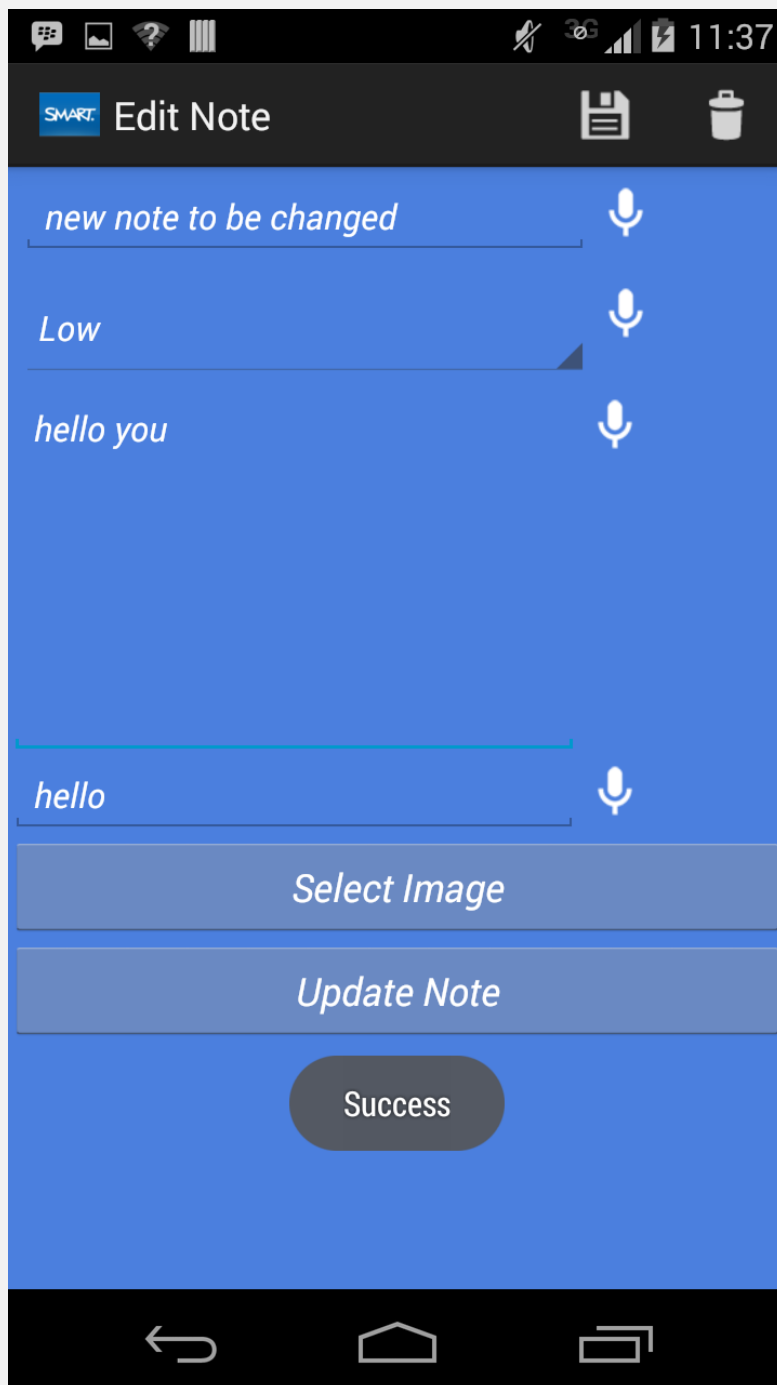 3G 11:37
SMART. Edit Note
new note to be changed
Low
hello you
hello
Select Image
Update Note
Success